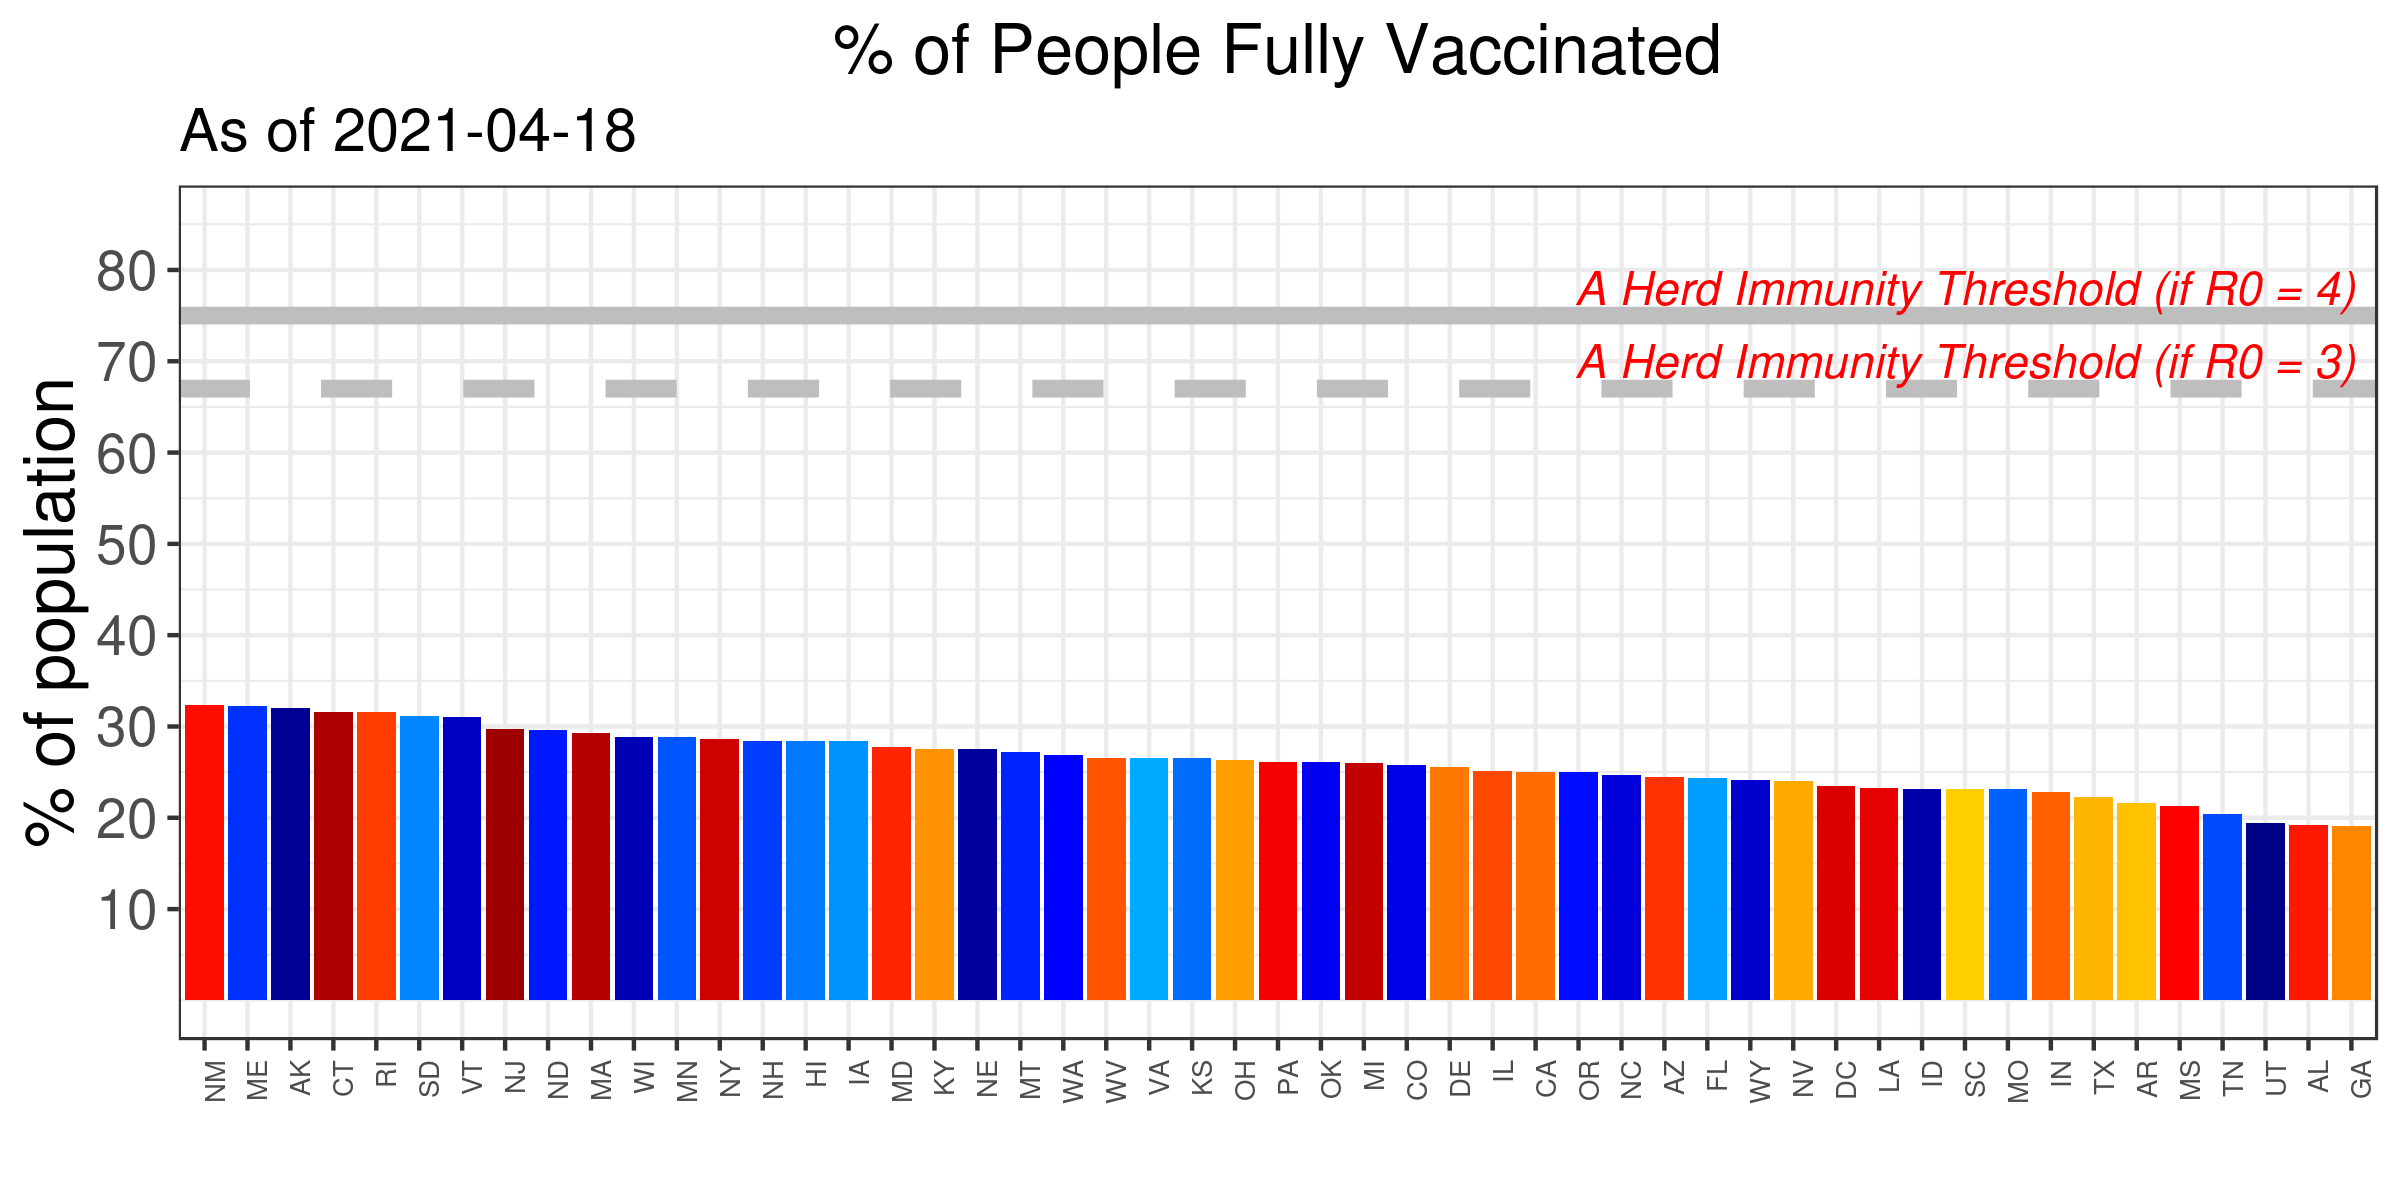 % of People Fully Vaccinated
As of 2021-04-18
% of population
80
70
60
50
40
30
20
10
A Herd Immunity Threshold (if R0 = 4)
A Herd Immunity Threshold (if R0 = 3)
NM ME AK CT RI SD VT NJ ND MA WI MN NY NH HI IA MD KY NE MT WA WV VA KS OH PA OK MI CO DE IL CA OR NC AZ FL WY NV DC LA ID SC MO IN TX AR MS TN UT AL GA